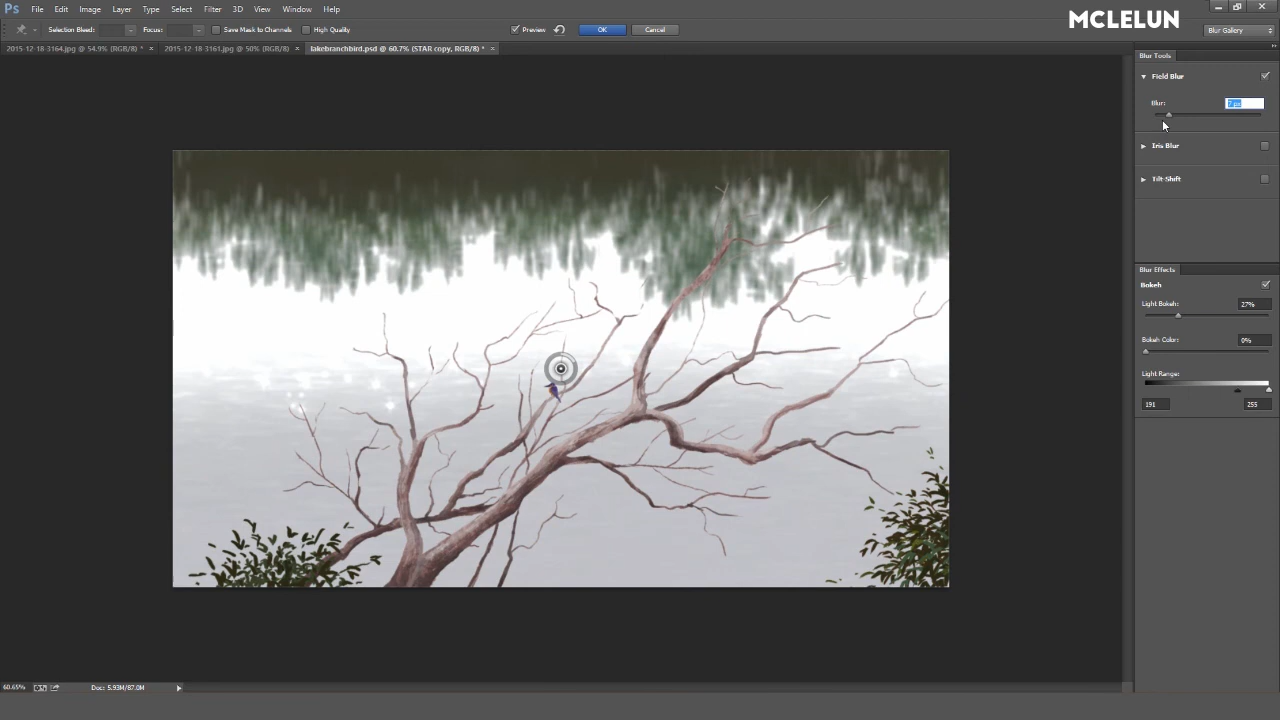 Ps File Edit Image Layer Type Select Filter 3D View Window Help
MCLELUN
Selection Bleed: Focus: Save Mask to Channels High Quality Preview OK Cancel Blur Gallery
2015-12-18-3164.jpg @ 54.9% (RGB/8) * × 2015-12-18-3161.jpg @ 50% (RGB/8) × lakebranchbird.psd @ 60.7% (STAR copy, RGB/8) * ×
Blur Tools
Field Blur
Blur: 7 px
Iris Blur
Tilt-Shift
Blur Effects
Bokeh
Light Bokeh: 27%
Bokeh Color: 0%
Light Range:
191 255
60.65% Doc: 5.93M/87.0M